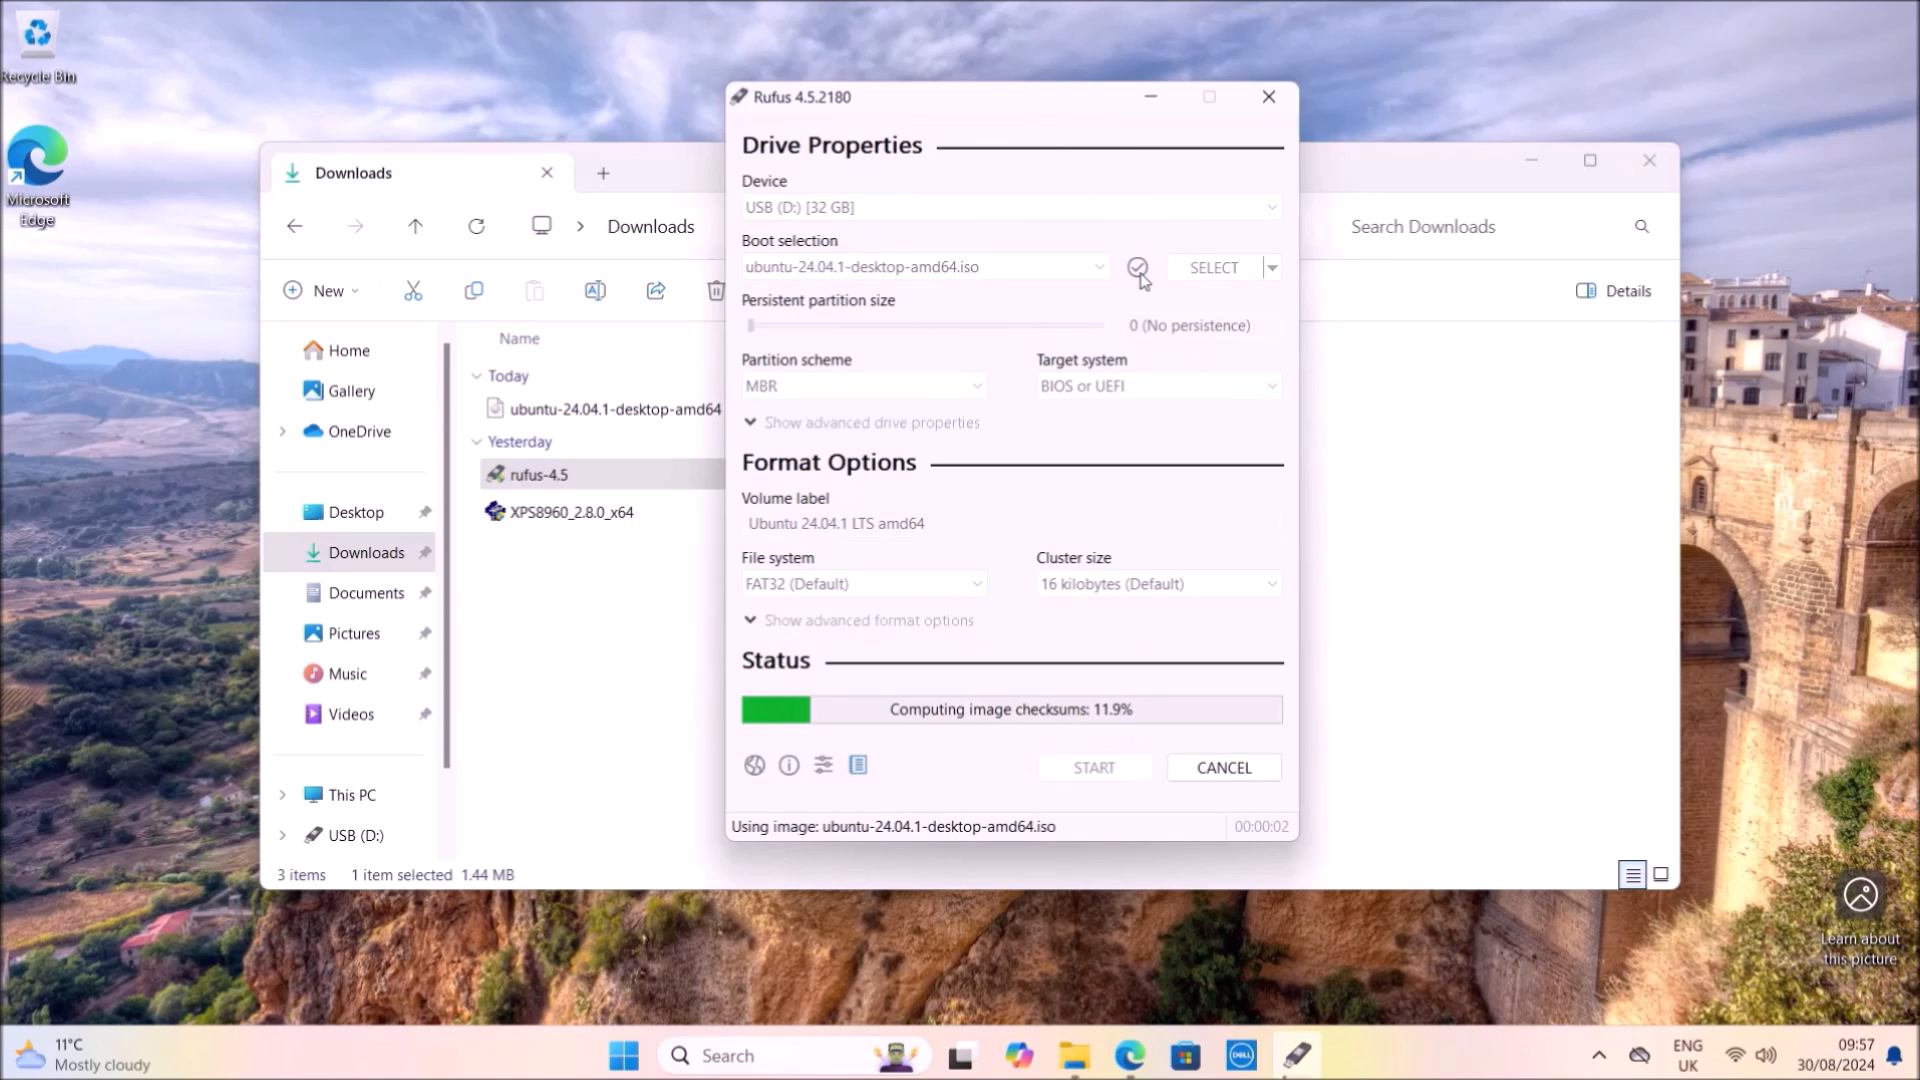 Recycle Bin
Microsoft
Edge
Rufus 4.5.2180
Drive Properties
Device
USB (D:) [32 GB]
Boot selection
ubuntu-24.04.1-desktop-amd64.iso
SELECT
Persistent partition size
0 (No persistence)
Partition scheme
Target system
MBR
BIOS or UEFI
Show advanced drive properties
Format Options
Volume label
Ubuntu 24.04.1 LTS amd64
File system
Cluster size
FAT32 (Default)
16 kilobytes (Default)
Show advanced format options
Status
Computing image checksums: 11.9%
START
CANCEL
Using image: ubuntu-24.04.1-desktop-amd64.iso
00:00:02
Downloads
Downloads
Search Downloads
New
Details
Home
Gallery
OneDrive
Desktop
Downloads
Documents
Pictures
Music
Videos
This PC
USB (D:)
Name
Today
ubuntu-24.04.1-desktop-amd64
Yesterday
rufus-4.5
XPS8960_2.8.0_x64
3 items
1 item selected 1.44 MB
Learn about
this picture
11°C
Mostly cloudy
Search
DELL
ENG
UK
09:57
30/08/2024